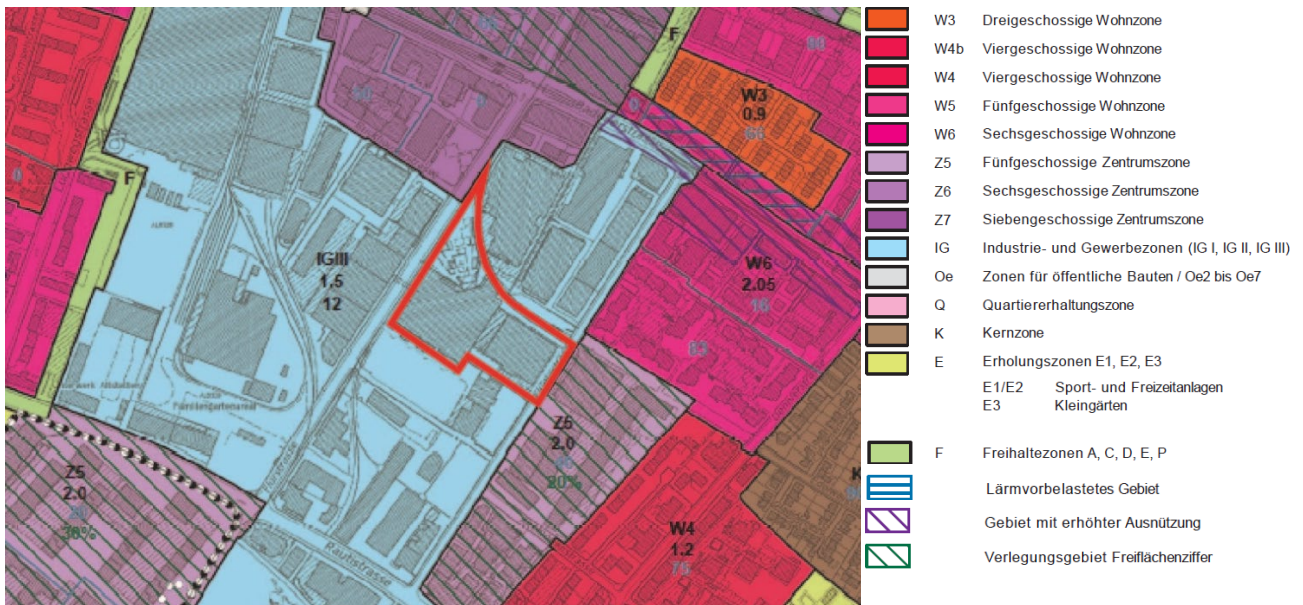 F
W3
0.9
F
IGIII
1.5
12
W6
2.05
16
63
Z5
2.0
20%
Z5
2.0
30%
W4
1.2
75
Rautistrasse
K
W3 Dreigeschossige Wohnzone
W4b Viergeschossige Wohnzone
W4 Viergeschossige Wohnzone
W5 Fünfgeschossige Wohnzone
W6 Sechsgeschossige Wohnzone
Z5 Fünfgeschossige Zentrumszone
Z6 Sechsgeschossige Zentrumszone
Z7 Siebengeschossige Zentrumszone
IG Industrie- und Gewerbezonen (IG I, IG II, IG III)
Oe Zonen für öffentliche Bauten / Oe2 bis Oe7
Q Quartiererhaltungszone
K Kernzone
E Erholungszonen E1, E2, E3
E1/E2 Sport- und Freizeitanlagen
E3 Kleingärten
F Freihaltezonen A, C, D, E, P
Lärmvorbelastetes Gebiet
Gebiet mit erhöhter Ausnützung
Verlegungsgebiet Freiflächenziffer